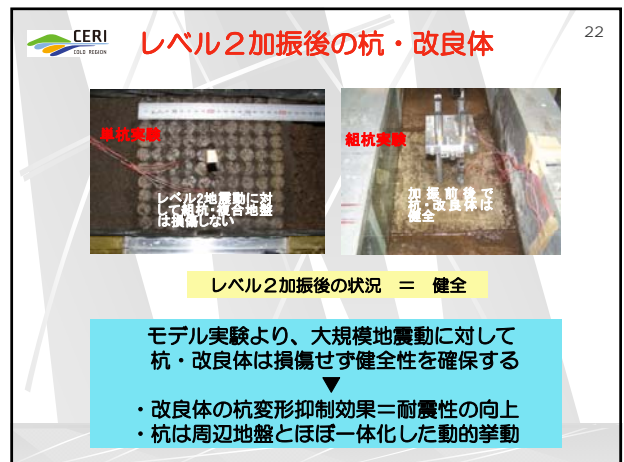 CERI
COLD REGION
レベル2加振後の杭・改良体
22
単杭実験
レベル2地震動に対
して組杭・複合地盤
は損傷しない
組杭実験
加振前後で
杭・改良体は
健全
レベル2加振後の状況 = 健全
モデル実験より、大規模地震動に対して
杭・改良体は損傷せず健全性を確保する
▼
・改良体の杭変形抑制効果=耐震性の向上
・杭は周辺地盤とほぼ一体化した動的挙動